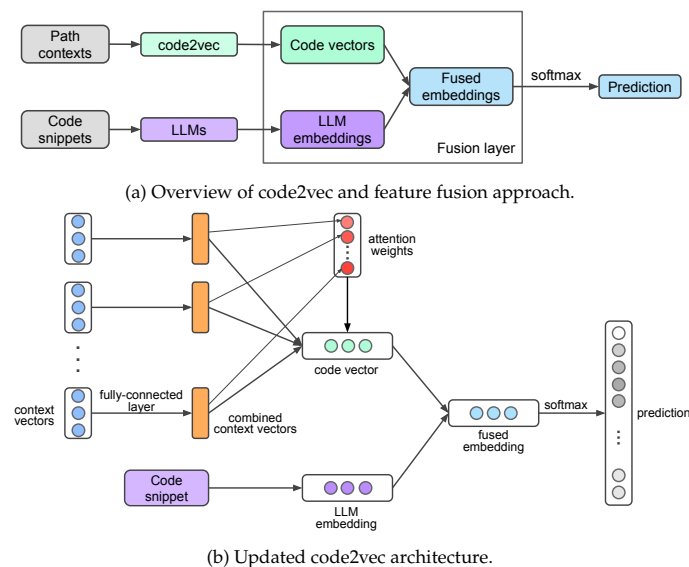 Path
contexts
code2vec
Code vectors
Fused
embeddings
softmax
Prediction
Code
snippets
LLMs
LLM
embeddings
Fusion layer
(a) Overview of code2vec and feature fusion approach.
attention
weights
code vector
context
vectors
fully-connected
layer
combined
context vectors
fused
embedding
softmax
prediction
Code
snippet
LLM
embedding
(b) Updated code2vec architecture.